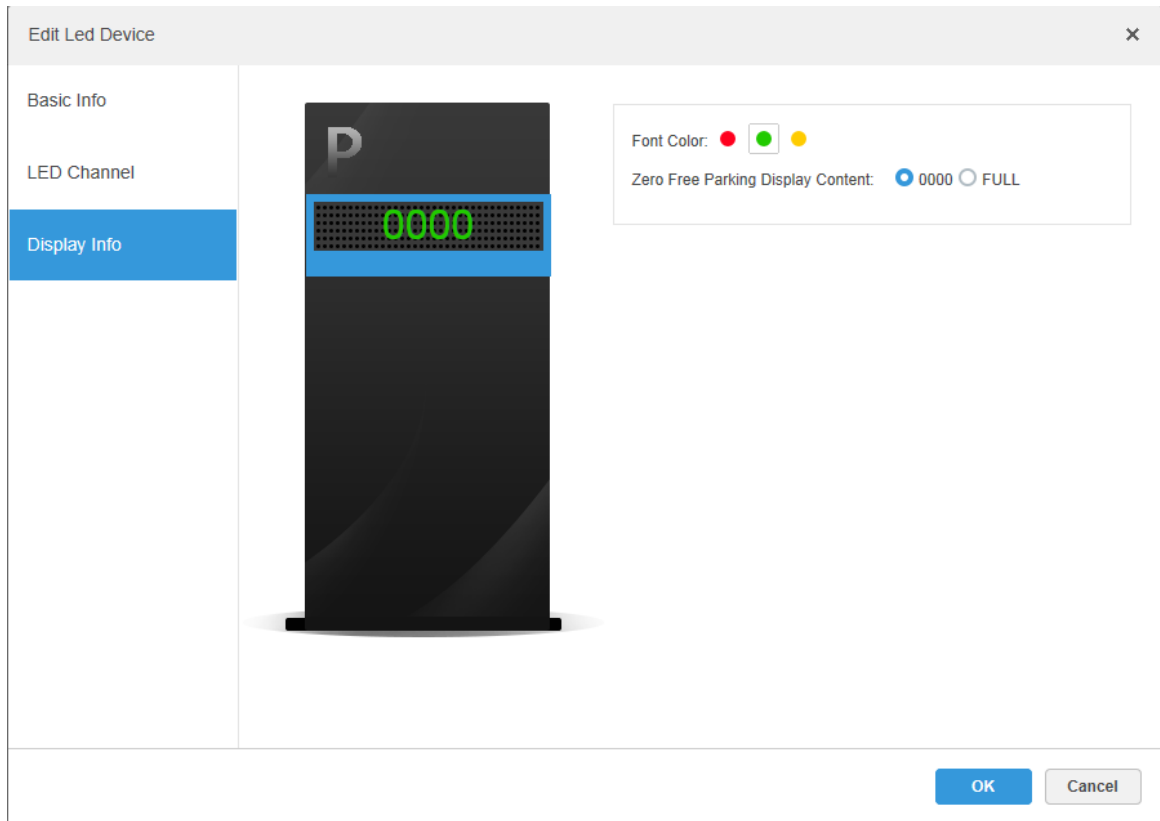 Edit Led Device
Basic Info
LED Channel
Display Info
P
0000
Font Color:
Zero Free Parking Display Content: 0000 FULL
OK Cancel